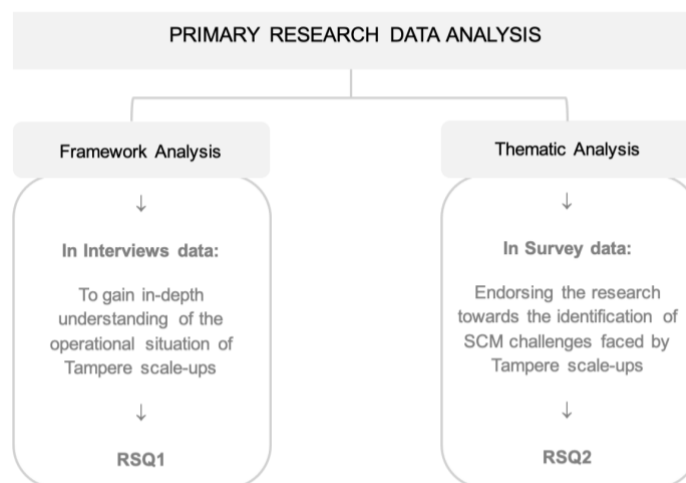 PRIMARY RESEARCH DATA ANALYSIS
Framework Analysis
↓
In Interviews data:
To gain in-depth
understanding of the
operational situation of
Tampere scale-ups
↓
RSQ1
Thematic Analysis
↓
In Survey data:
Endorsing the research
towards the identification of
SCM challenges faced by
Tampere scale-ups
↓
RSQ2